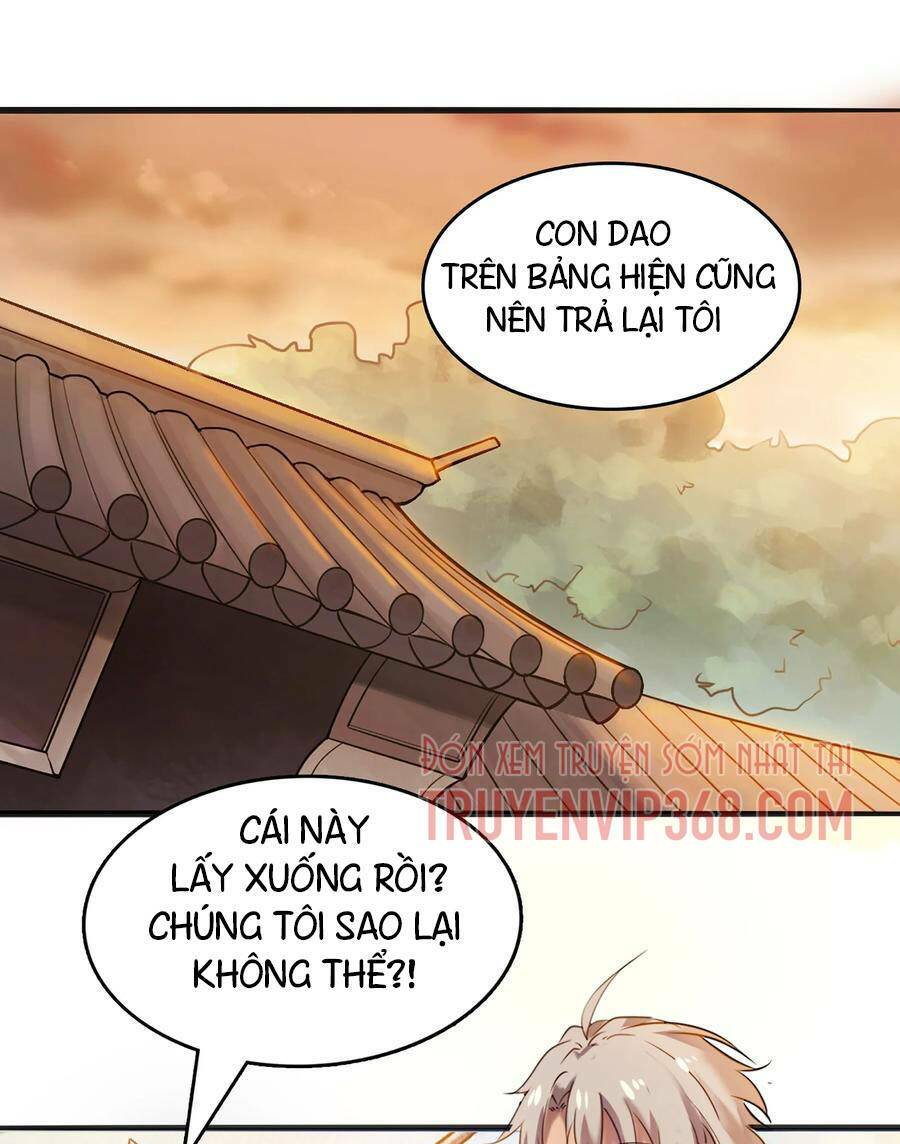 CON DAO
TRÊN BẢNG HIỆN CŨNG
NÊN TRẢ LẠI TÔI
ĐÓN XEM TRUYỆN SỚM NHẤT TẠI
TRUYENVIP368.COM
CÁI NÀY
LẤY XUỐNG RỒI?
CHÚNG TÔI SAO LẠI
KHÔNG THỂ?!